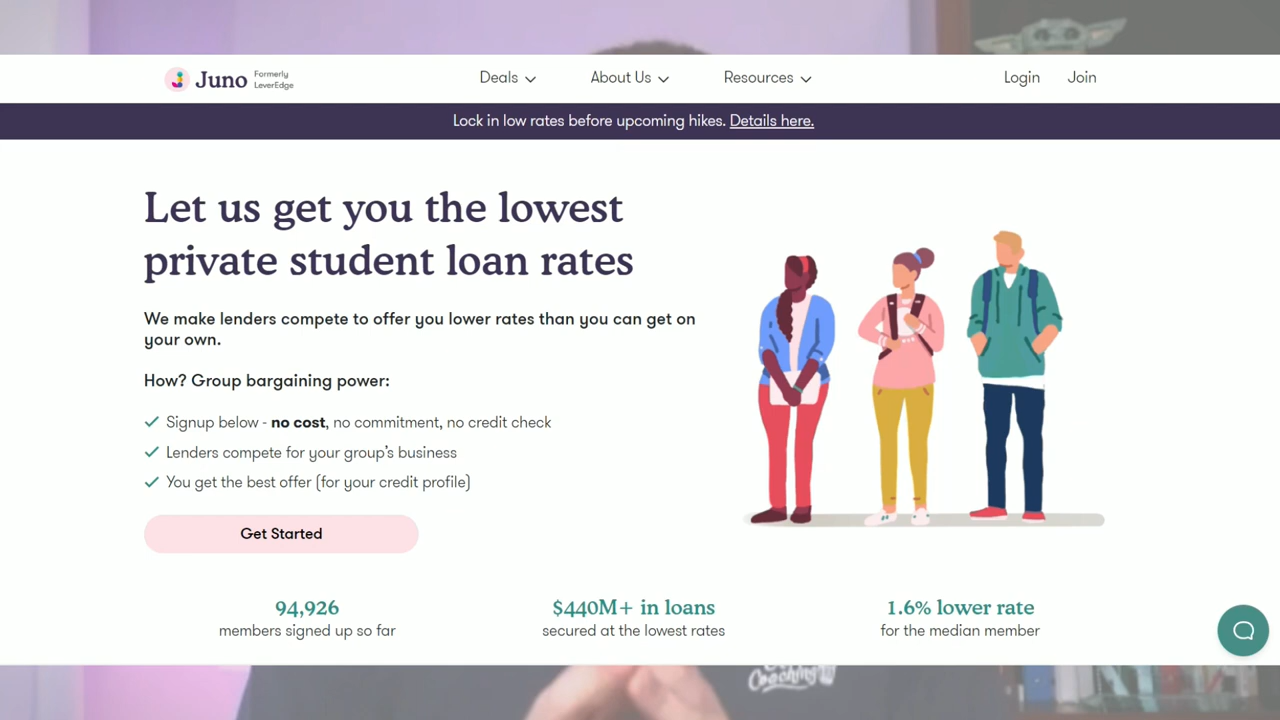 Juno Formerly
LeverEdge
Deals
About Us
Resources
Login
Join
Lock in low rates before upcoming hikes. Details here.
Let us get you the lowest
private student loan rates
We make lenders compete to offer you lower rates than you can get on
your own.
How? Group bargaining power:
Signup below - no cost, no commitment, no credit check
Lenders compete for your group's business
You get the best offer (for your credit profile)
Get Started
94,926
members signed up so far
$440M+ in loans
secured at the lowest rates
1.6% lower rate
for the median member
Coaching